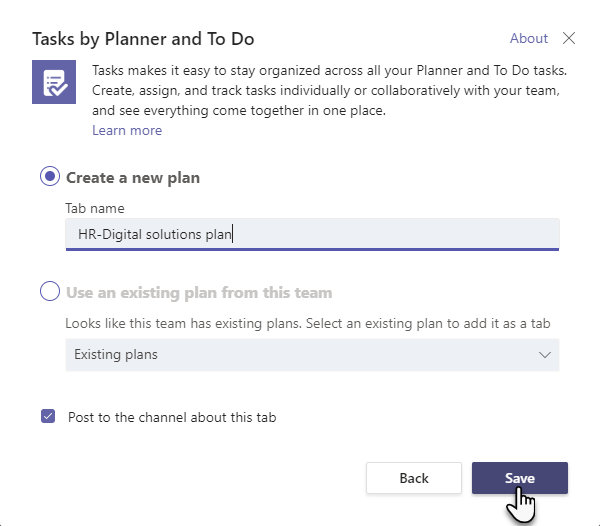 Tasks by Planner and To Do
About
Tasks makes it easy to stay organized across all your Planner and To Do tasks.
Create, assign, and track tasks individually or collaboratively with your team,
and see everything come together in one place.
Learn more
Create a new plan
Tab name
HR-Digital solutions plan
Use an existing plan from this team
Looks like this team has existing plans. Select an existing plan to add it as a tab
Existing plans
Post to the channel about this tab
Back
Save